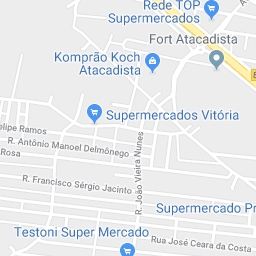 Rede TOP
Supermercados
Fort Atacadista
Komprão Koch
Atacadista
Supermercados Vitória
elipe Ramos
R. Antônio Manoel Delmônego
Rosa
R. João Vieira Nunes
R. Francisco Sérgio Jacinto
Supermercado Pr
Testoni Super Mercado
Rua José Ceara da Costa